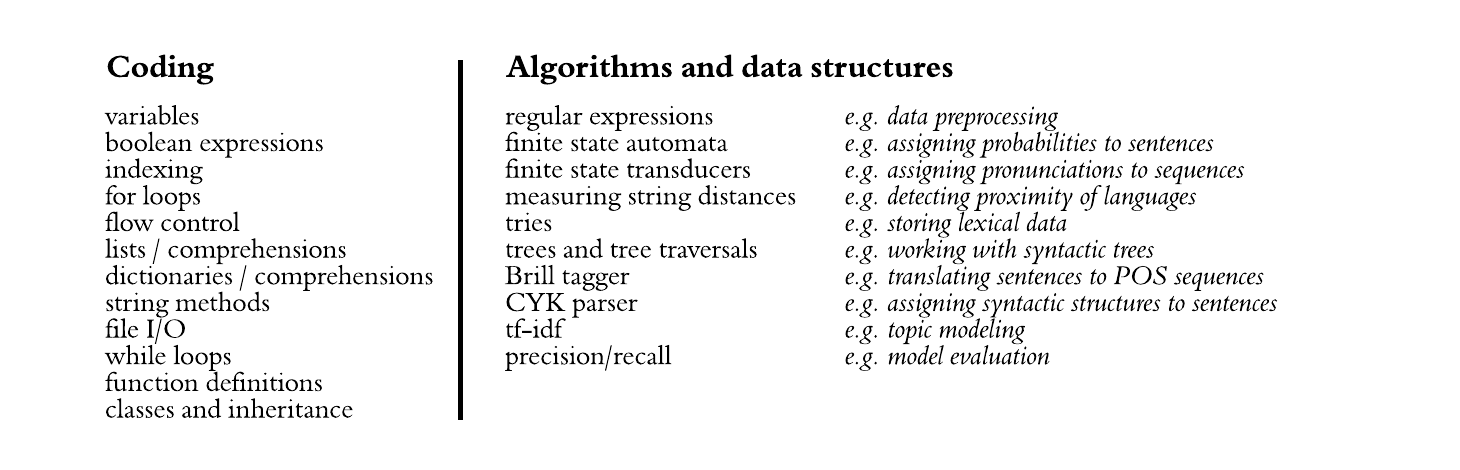 Coding
variables
boolean expressions
indexing
for loops
flow control
lists / comprehensions
dictionaries / comprehensions
string methods
file I/O
while loops
function definitions
classes and inheritance
Algorithms and data structures
regular expressions e.g. data preprocessing
finite state automata e.g. assigning probabilities to sentences
finite state transducers e.g. assigning pronunciations to sequences
measuring string distances e.g. detecting proximity of languages
tries e.g. storing lexical data
trees and tree traversals e.g. working with syntactic trees
Brill tagger e.g. translating sentences to POS sequences
CYK parser e.g. assigning syntactic structures to sentences
tf-idf e.g. topic modeling
precision/recall e.g. model evaluation